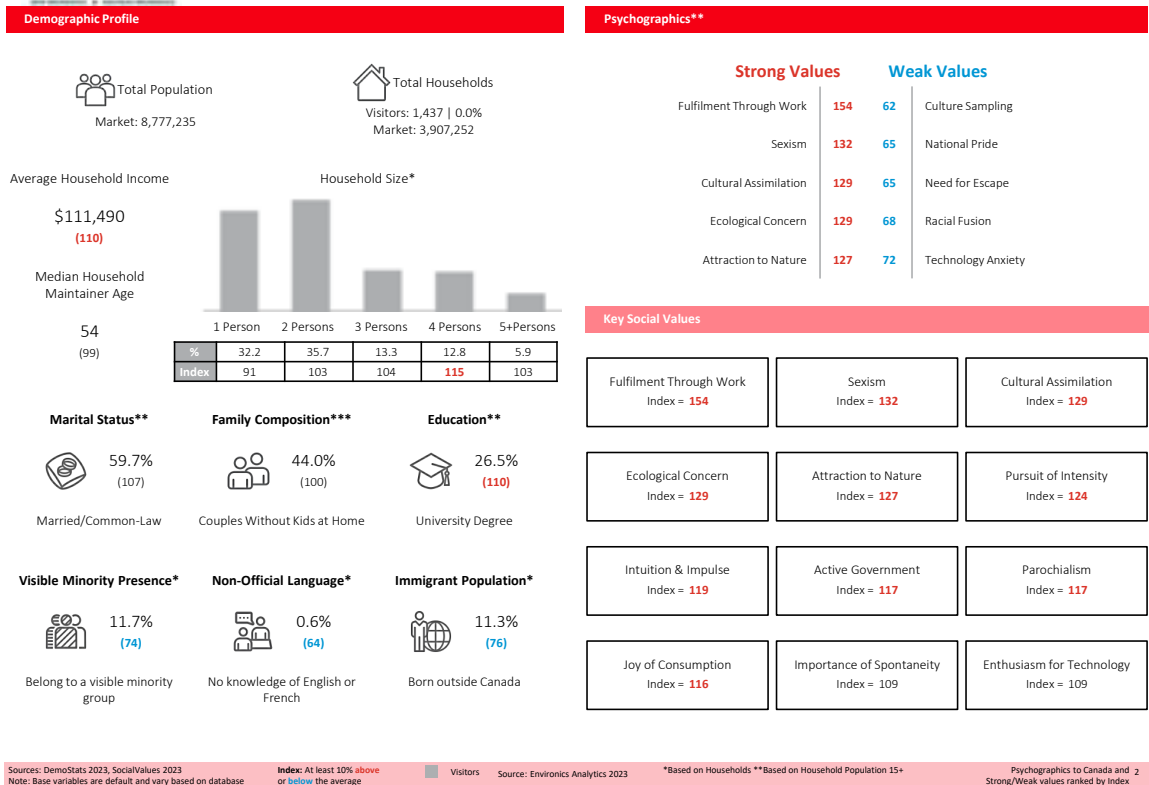 Demographic Profile
Total Population
Market: 8,777,235
Total Households
Visitors: 1,437 | 0.0%
Market: 3,907,252
Average Household Income
$111,490
(110)
Median Household
Maintainer Age
54
(99)
Household Size*
1 Person 2 Persons 3 Persons 4 Persons 5+Persons
% 32.2 35.7 13.3 12.8 5.9
Index 91 103 104 115 103
Marital Status**
59.7%
(107)
Married/Common-Law
Family Composition***
44.0%
(100)
Couples Without Kids at Home
Education**
26.5%
(110)
University Degree
Visible Minority Presence*
11.7%
(74)
Belong to a visible minority
group
Non-Official Language*
0.6%
(64)
No knowledge of English or
French
Immigrant Population*
11.3%
(76)
Born outside Canada
Psychographics**
Strong Values Weak Values
Fulfilment Through Work 154 62 Culture Sampling
Sexism 132 65 National Pride
Cultural Assimilation 129 65 Need for Escape
Ecological Concern 129 68 Racial Fusion
Attraction to Nature 127 72 Technology Anxiety
Key Social Values
Fulfilment Through Work
Index = 154
Sexism
Index = 132
Cultural Assimilation
Index = 129
Ecological Concern
Index = 129
Attraction to Nature
Index = 127
Pursuit of Intensity
Index = 124
Intuition & Impulse
Index = 119
Active Government
Index = 117
Parochialism
Index = 117
Joy of Consumption
Index = 116
Importance of Spontaneity
Index = 109
Enthusiasm for Technology
Index = 109
Sources: DemoStats 2023, SocialValues 2023
Note: Base variables are default and vary based on database
Index: At least 10% above
or below the average
Visitors
Source: Environics Analytics 2023
*Based on Households **Based on Household Population 15+
Psychographics to Canada and
Strong/Weak values ranked by Index
2